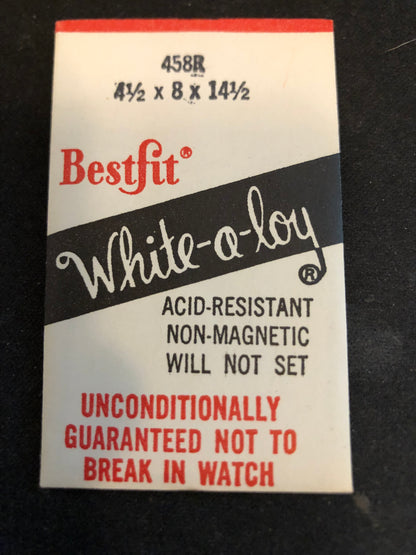 458R
4½ x 8 x 14½
Bestfit®
White-a-loy
®
ACID-RESISTANT
NON-MAGNETIC
WILL NOT SET
UNCONDITIONALLY
GUARANTEED NOT TO
BREAK IN WATCH